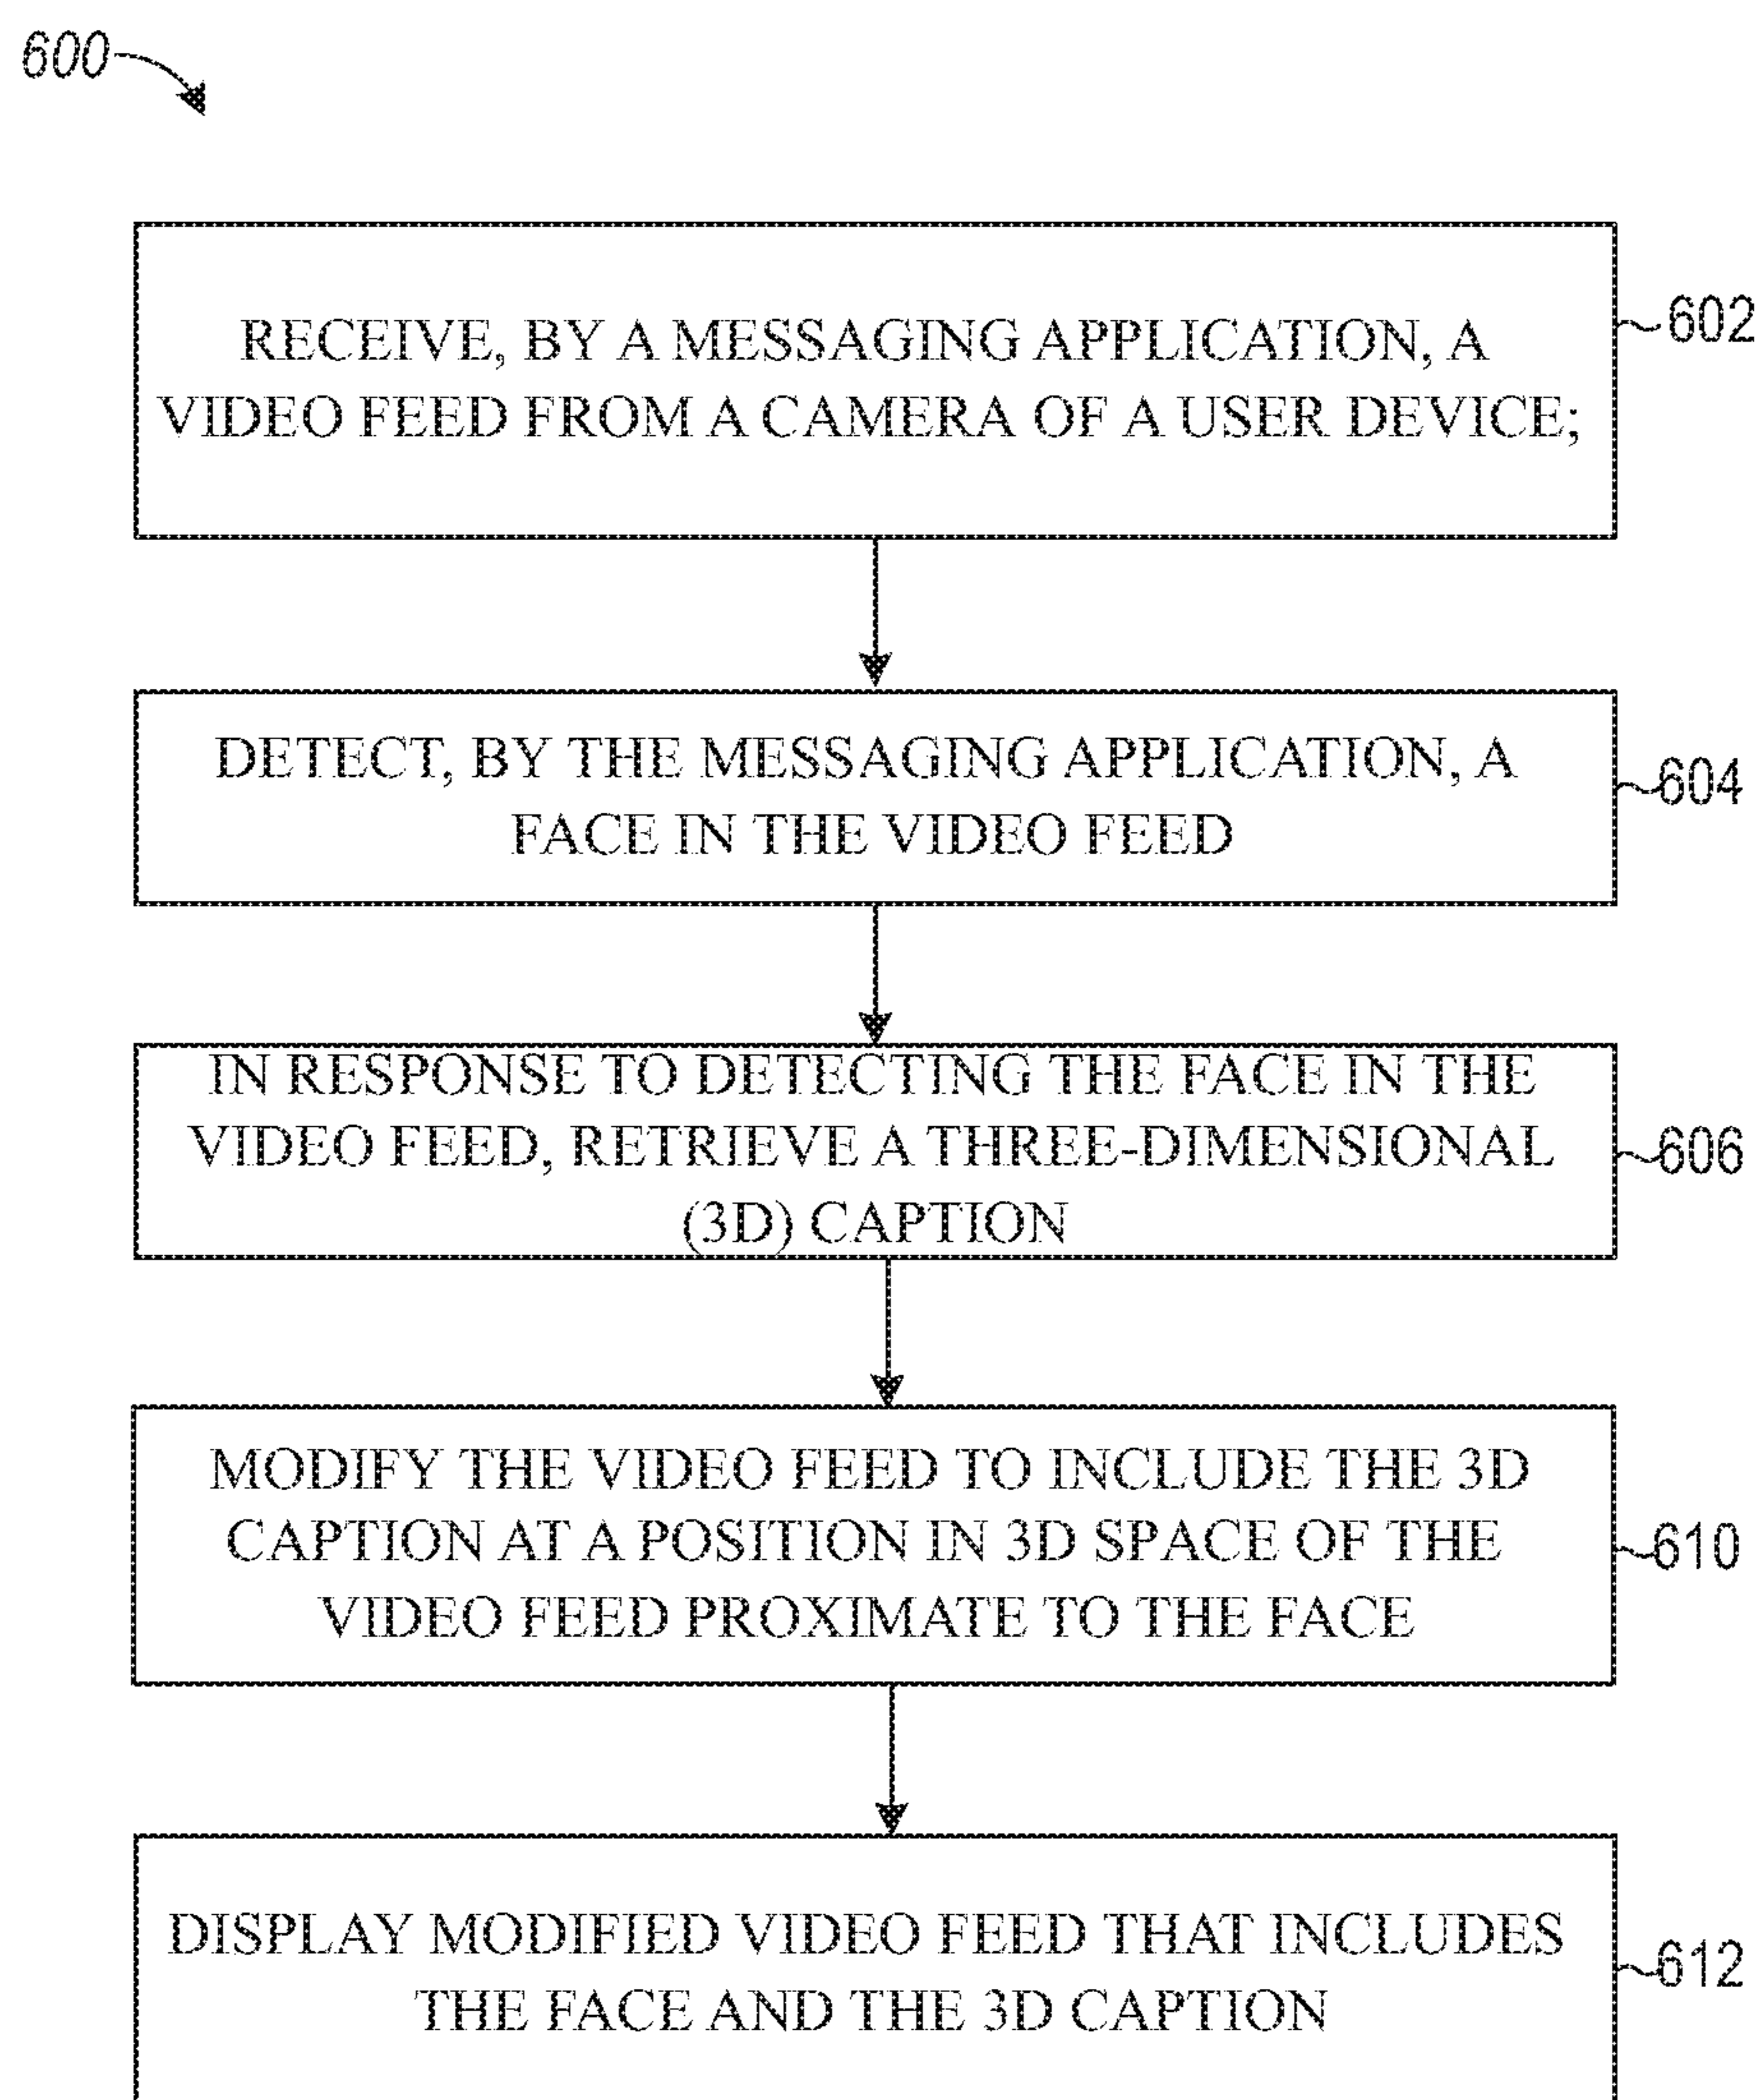 600
RECEIVE, BY A MESSAGING APPLICATION, A
VIDEO FEED FROM A CAMERA OF A USER DEVICE;
602
DETECT, BY THE MESSAGING APPLICATION, A
FACE IN THE VIDEO FEED
604
IN RESPONSE TO DETECTING THE FACE IN THE
VIDEO FEED, RETRIEVE A THREE-DIMENSIONAL
(3D) CAPTION
606
MODIFY THE VIDEO FEED TO INCLUDE THE 3D
CAPTION AT A POSITION IN 3D SPACE OF THE
VIDEO FEED PROXIMATE TO THE FACE
610
DISPLAY MODIFIED VIDEO FEED THAT INCLUDES
THE FACE AND THE 3D CAPTION
612